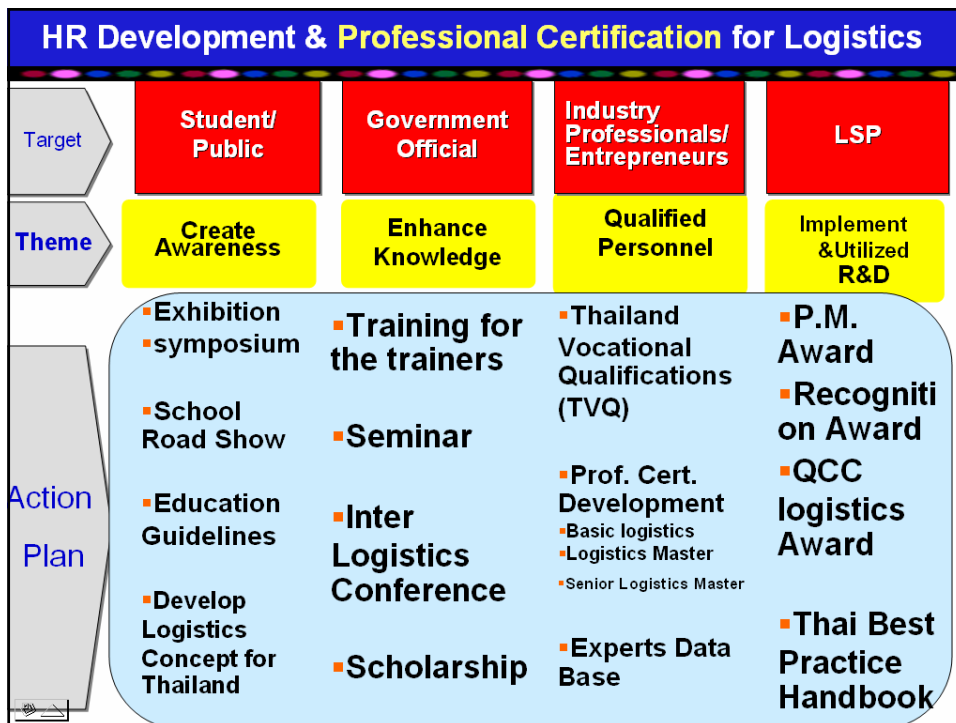 HR Development & Professional Certification for Logistics
Target
Student/
Public
Government
Official
Industry
Professionals/
Entrepreneurs
LSP
Theme
Create
Awareness
Enhance
Knowledge
Qualified
Personnel
Implement
&Utilized
R&D
Action
Plan
▪Exhibition
▪symposium
▪School
Road Show
▪Education
Guidelines
▪Develop
Logistics
Concept for
Thailand
▪Training for
the trainers
▪Seminar
▪Inter
Logistics
Conference
▪Scholarship
▪Thailand
Vocational
Qualifications
(TVQ)
▪Prof. Cert.
Development
▪Basic logistics
▪Logistics Master
▪Senior Logistics Master
▪Experts Data
Base
▪P.M.
Award
▪Recogniti
on Award
▪QCC
logistics
Award
▪Thai Best
Practice
Handbook